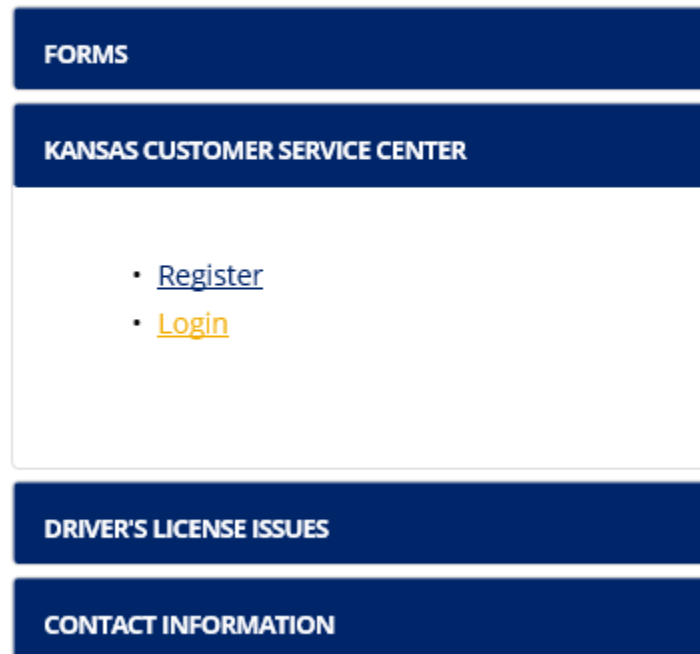 FORMS
KANSAS CUSTOMER SERVICE CENTER
• Register
• Login
DRIVER'S LICENSE ISSUES
CONTACT INFORMATION